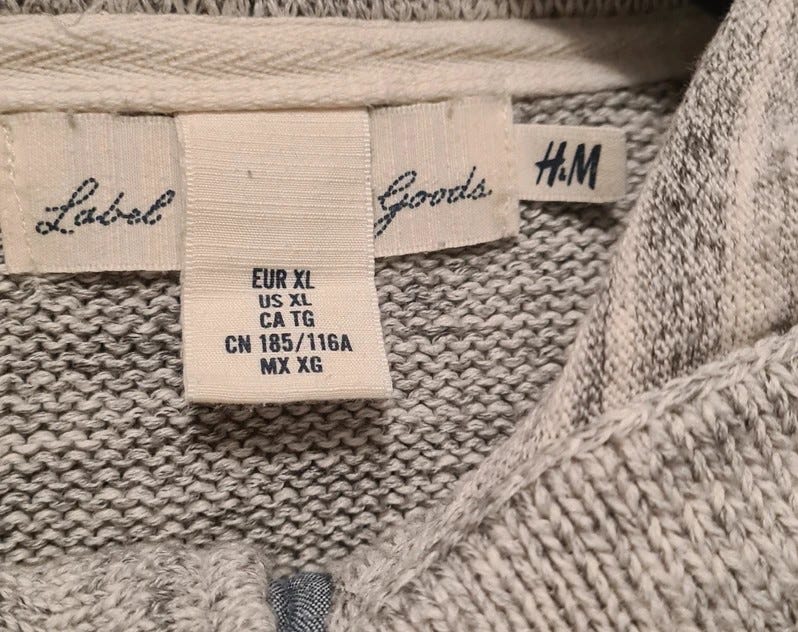 Label Goods
H&M
EUR XL
US XL
CA TG
CN 185/116A
MX XG